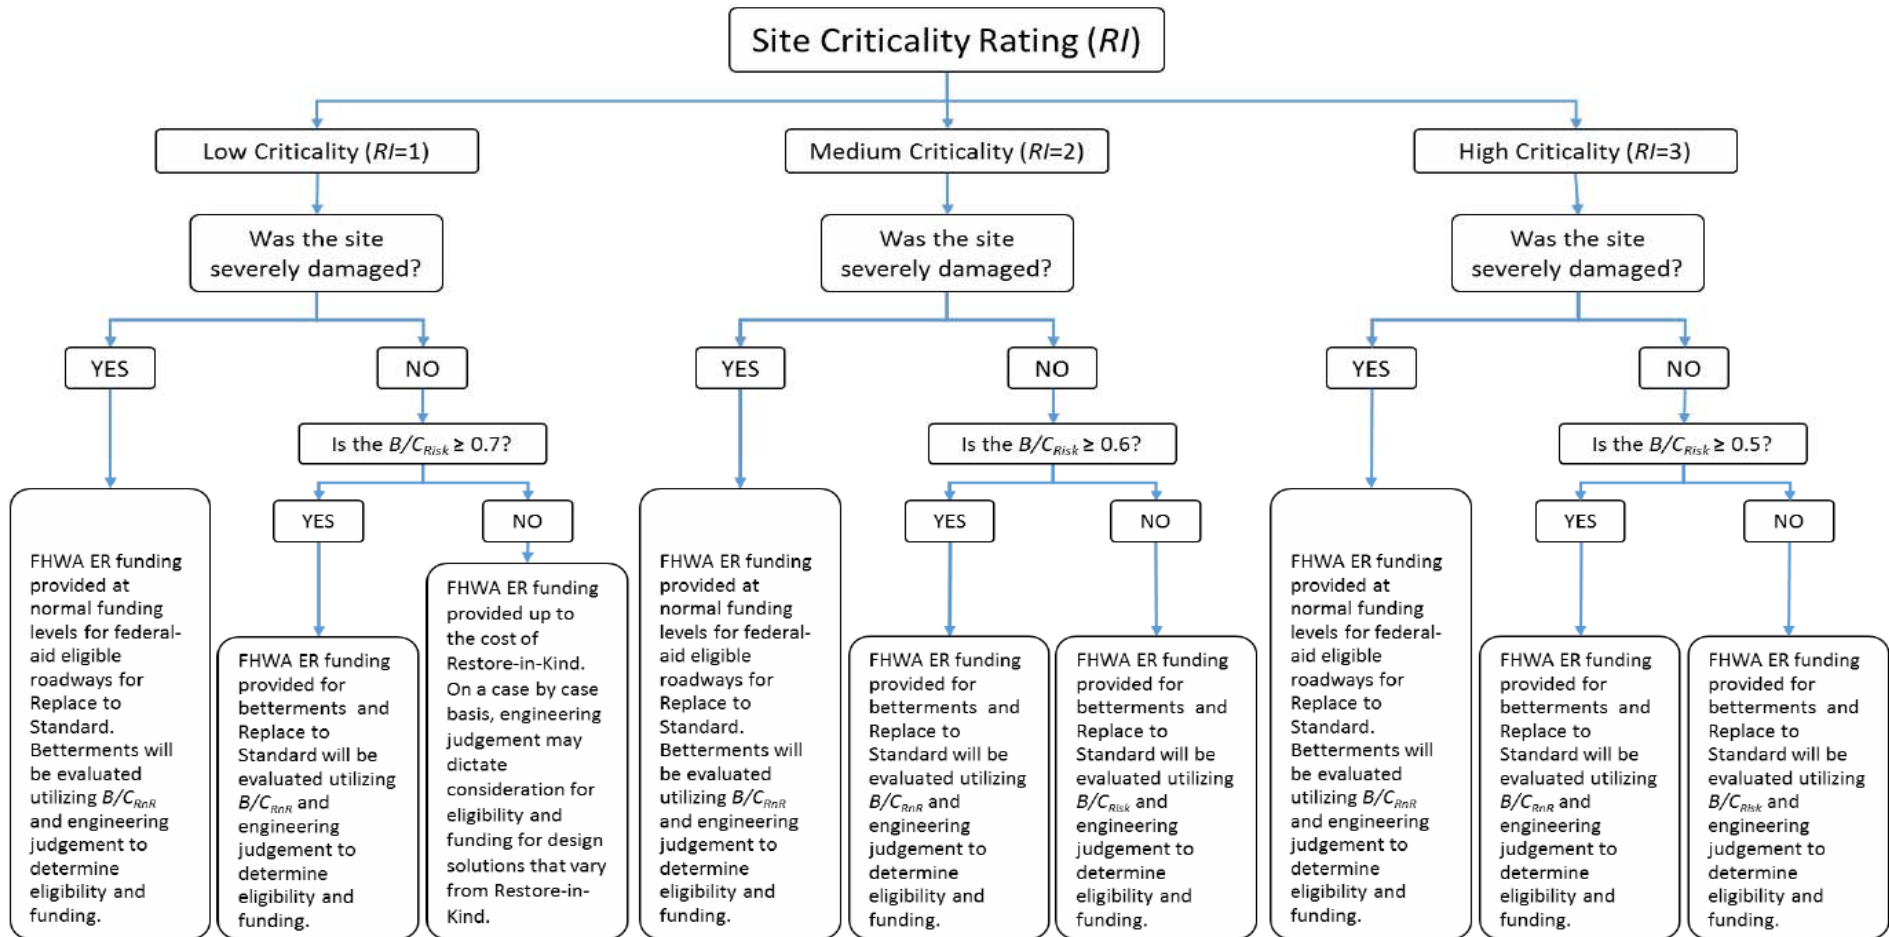 Site Criticality Rating (RI)
Low Criticality (RI=1)
Medium Criticality (RI=2)
High Criticality (RI=3)
Was the site
severely damaged?
Was the site
severely damaged?
Was the site
severely damaged?
YES
NO
YES
NO
YES
NO
Is the B/CRisk ≥ 0.7?
Is the B/CRisk ≥ 0.6?
Is the B/CRisk ≥ 0.5?
YES
NO
YES
NO
YES
NO
FHWA ER funding
provided at
normal funding
levels for federal-
aid eligible
roadways for
Replace to
Standard.
Betterments will
be evaluated
utilizing B/CRnR
and engineering
judgement to
determine
eligibility and
funding.
FHWA ER funding
provided for
betterments and
Replace to
Standard will be
evaluated utilizing
B/CRnR and
engineering
judgement to
determine
eligibility and
funding.
FHWA ER funding
provided up to
the cost of
Restore-in-Kind.
On a case by case
basis, engineering
judgement may
dictate
consideration for
eligibility and
funding for design
solutions that vary
from Restore-in-
Kind.
FHWA ER funding
provided at
normal funding
levels for federal-
aid eligible
roadways for
Replace to
Standard.
Betterments will
be evaluated
utilizing B/CRnR
and engineering
judgement to
determine
eligibility and
funding.
FHWA ER funding
provided for
betterments and
Replace to
Standard will be
evaluated utilizing
B/CRnR and
engineering
judgement to
determine
eligibility and
funding.
FHWA ER funding
provided for
betterments and
Replace to
Standard will be
evaluated utilizing
B/CRisk and
engineering
judgement to
determine
eligibility and
funding.
FHWA ER funding
provided at
normal funding
levels for federal-
aid eligible
roadways for
Replace to
Standard.
Betterments will
be evaluated
utilizing B/CRnR
and engineering
judgement to
determine
eligibility and
funding.
FHWA ER funding
provided for
betterments and
Replace to
Standard will be
evaluated utilizing
B/CRnR and
engineering
judgement to
determine
eligibility and
funding.
FHWA ER funding
provided for
betterments and
Replace to
Standard will be
evaluated utilizing
B/CRisk and
engineering
judgement to
determine
eligibility and
funding.